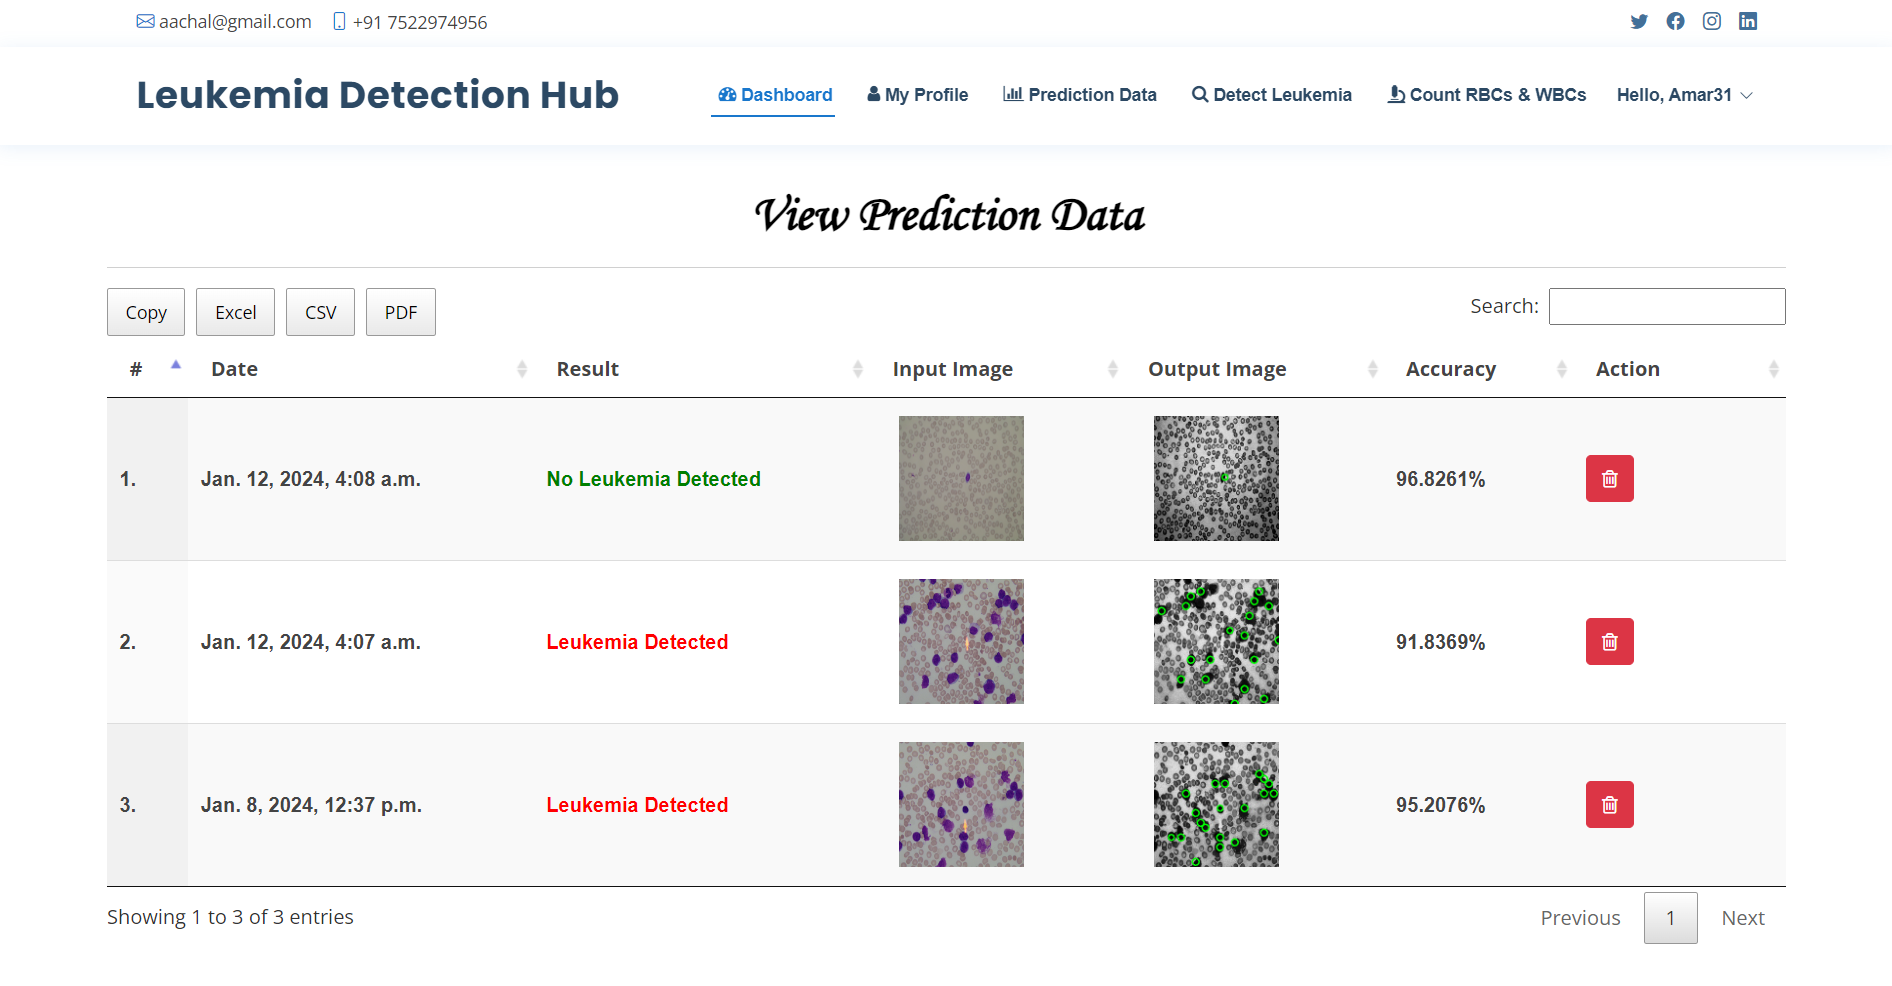 aachal@gmail.com +91 7522974956
Leukemia Detection Hub Dashboard My Profile Prediction Data Detect Leukemia Count RBCs & WBCs Hello, Amar31
View Prediction Data
Copy Excel CSV PDF Search:
# Date Result Input Image Output Image Accuracy Action
1. Jan. 12, 2024, 4:08 a.m. No Leukemia Detected 96.8261%
2. Jan. 12, 2024, 4:07 a.m. Leukemia Detected 91.8369%
3. Jan. 8, 2024, 12:37 p.m. Leukemia Detected 95.2076%
Showing 1 to 3 of 3 entries Previous 1 Next